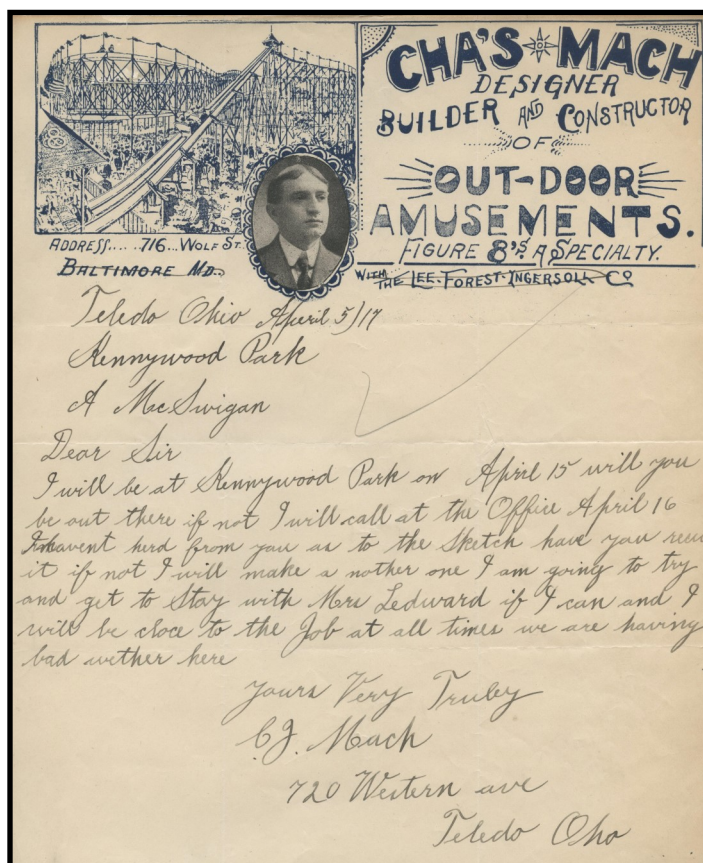 CHA'S MACH
DESIGNER
BUILDER AND CONSTRUCTOR
OF
OUT-DOOR
AMUSEMENTS.
FIGURE 8'S A SPECIALTY.
ADDRESS.... 716.. WOLF ST.
BALTIMORE MD.
WITH THE LEE-FOREST-INGERSOLL CO
Toledo Ohio April 5/17
Kennywood Park
A MacSwigan
Dear Sir
I will be at Kennywood Park on April 15 will you
be out there if not I will call at the Office April 16
I havent herd from you as to the Sketch have you
it if not I will make a nother one I am going to try
and get to Stay with Mrs Ledward if I can and I
will be cloce to the Job at all times we are having
bad wether here
Yours Very Truley
C.J. Mach
720 Western ave
Toledo Oho